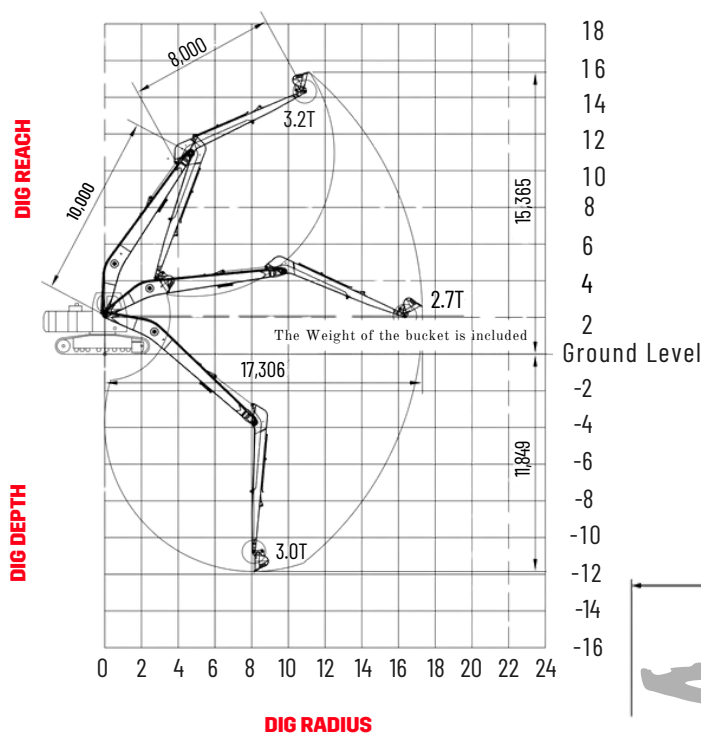 18
16
14
12
10
8
6
4
2
Ground Level
-2
-4
-6
-8
-10
-12
-14
-16
DIG REACH
DIG DEPTH
8,000
10,000
3.2T
15,365
2.7T
The Weight of the bucket is included
17,306
11,849
3.0T
0 2 4 6 8 10 12 14 16 18 20 22 24
DIG RADIUS